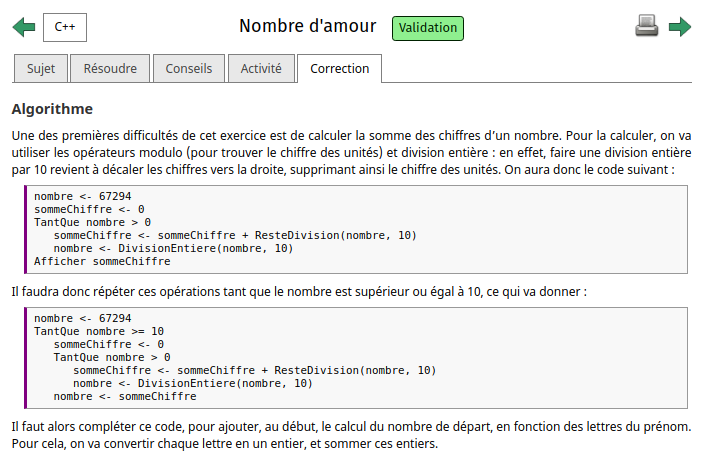 C++
Nombre d'amour
Validation
Sujet
Résoudre
Conseils
Activité
Correction
Algorithme
Une des premières difficultés de cet exercice est de calculer la somme des chiffres d’un nombre. Pour la calculer, on va
utiliser les opérateurs modulo (pour trouver le chiffre des unités) et division entière : en effet, faire une division entière
par 10 revient à décaler les chiffres vers la droite, supprimant ainsi le chiffre des unités. On aura donc le code suivant :
nombre <- 67294
sommeChiffre <- 0
TantQue nombre > 0
   sommeChiffre <- sommeChiffre + ResteDivision(nombre, 10)
   nombre <- DivisionEntiere(nombre, 10)
Afficher sommeChiffre
Il faudra donc répéter ces opérations tant que le nombre est supérieur ou égal à 10, ce qui va donner :
nombre <- 67294
TantQue nombre >= 10
   sommeChiffre <- 0
   TantQue nombre > 0
      sommeChiffre <- sommeChiffre + ResteDivision(nombre, 10)
      nombre <- DivisionEntiere(nombre, 10)
   nombre <- sommeChiffre
Il faut alors compléter ce code, pour ajouter, au début, le calcul du nombre de départ, en fonction des lettres du prénom.
Pour cela, on va convertir chaque lettre en un entier, et sommer ces entiers.